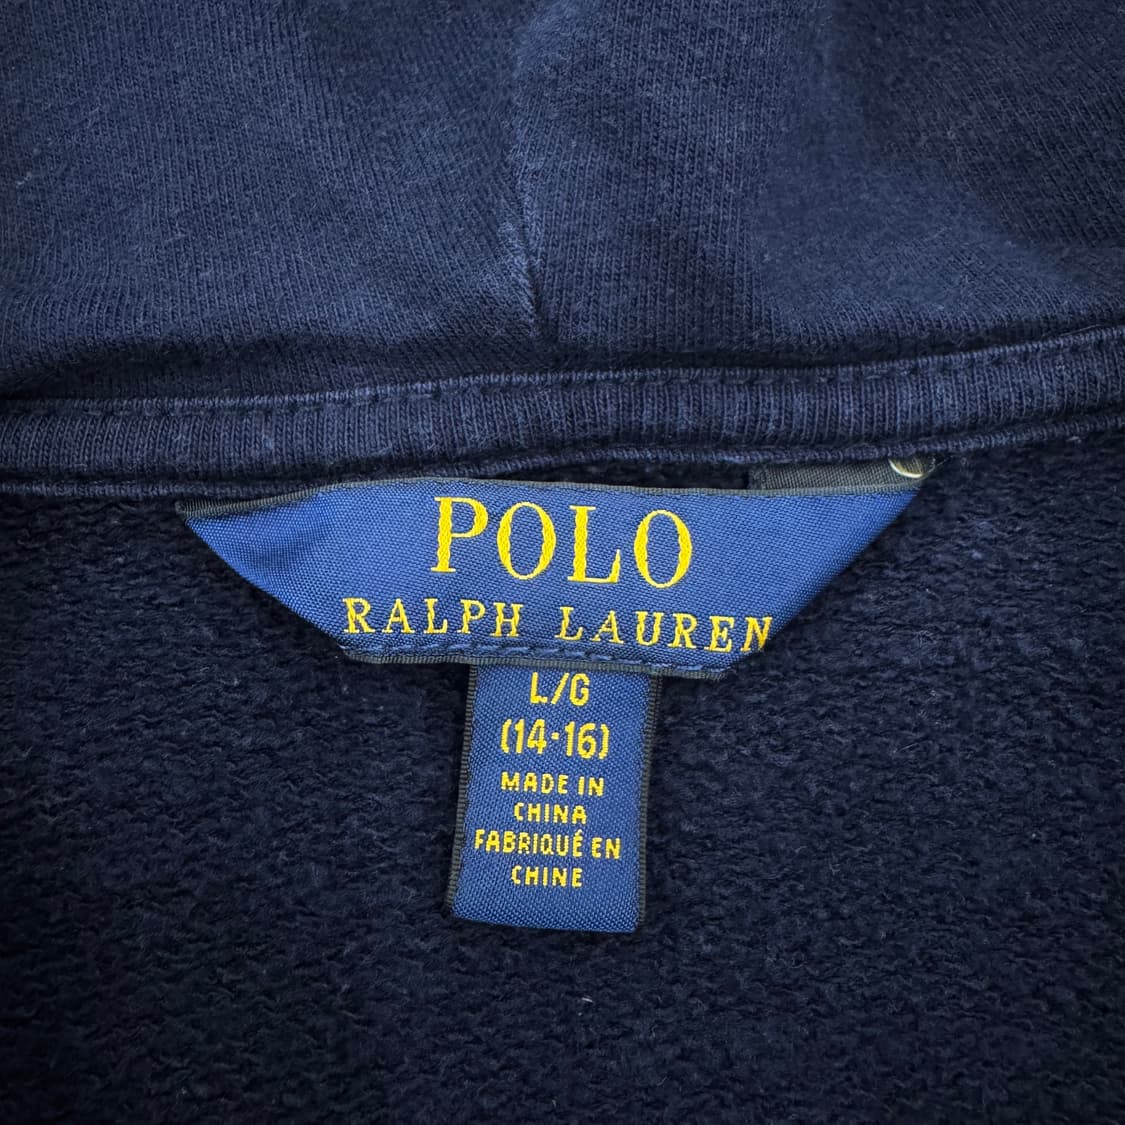 POLO
RALPH LAUREN
L/G
(14-16)
MADE IN
CHINA
FABRIQUÉ EN
CHINE